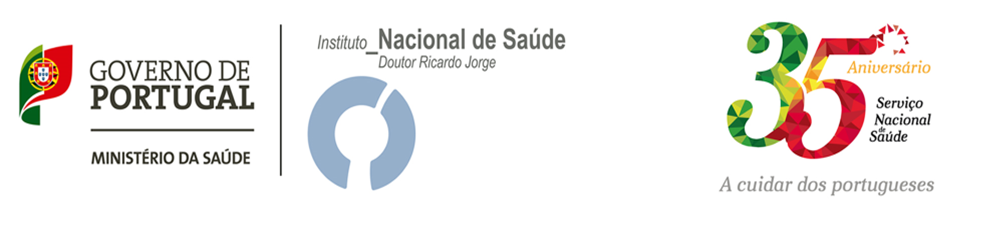 GOVERNO DE
PORTUGAL
MINISTÉRIO DA SAÚDE
Instituto_Nacional de Saúde
Doutor Ricardo Jorge
35
Aniversário
Serviço
Nacional
de
Saúde
A cuidar dos portugueses